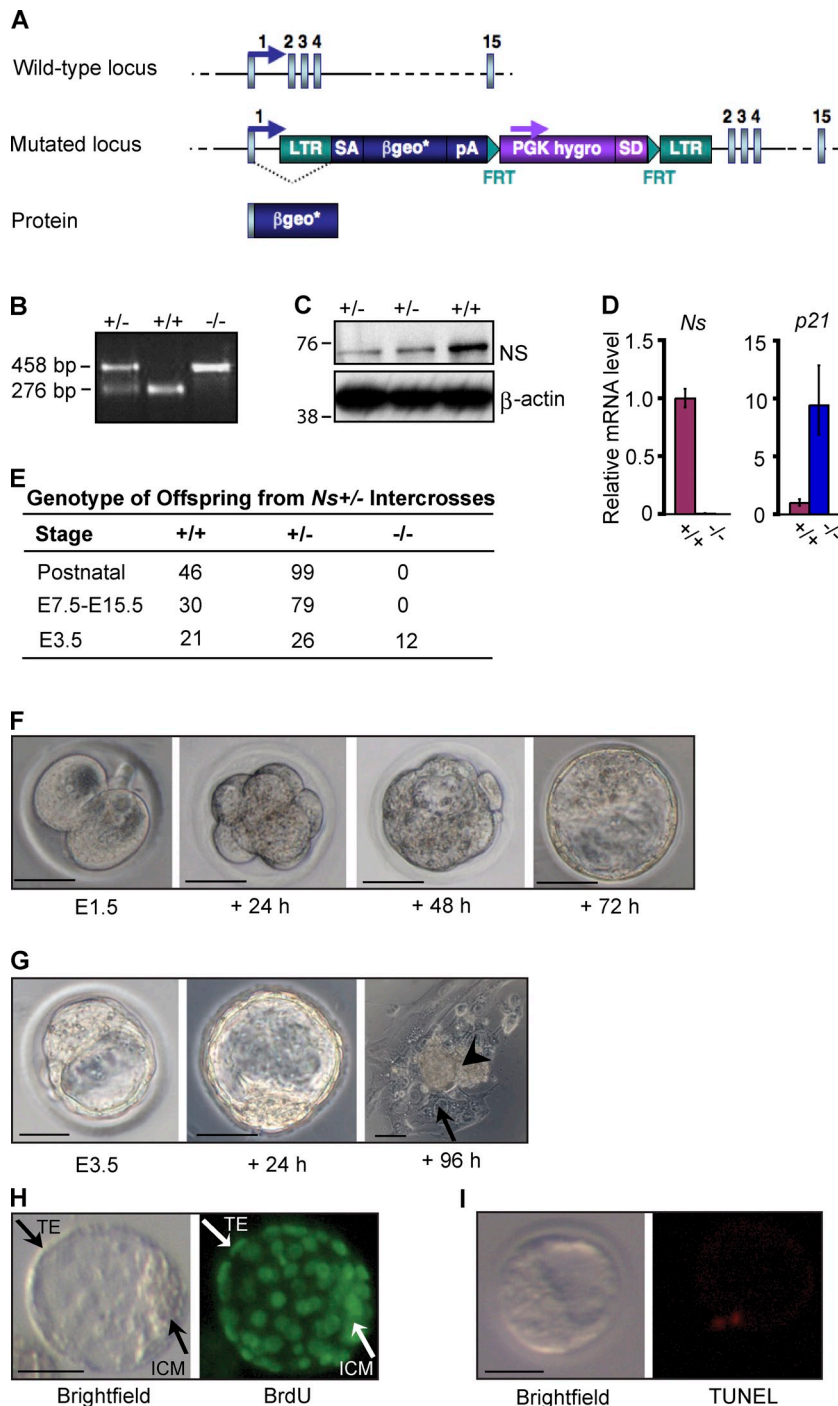 A
1 2 3 4 15
Wild-type locus
1 2 3 4 15
Mutated locus LTR SA βgeo* pA PGK hygro SD LTR
FRT FRT
Protein βgeo*
B
+/- +/+ -/-
458 bp
276 bp
C
+/- +/- +/+
76
NS
β-actin
38
D
Ns p21
Relative mRNA level
1.5
1.0
0.5
0
+/+ -/-
15
10
5
0
+/+ -/-
E
Genotype of Offspring from Ns+/- Intercrosses
Stage +/+ +/- -/-
Postnatal 46 99 0
E7.5-E15.5 30 79 0
E3.5 21 26 12
F
E1.5 + 24 h + 48 h + 72 h
G
E3.5 + 24 h + 96 h
H
TE TE
ICM ICM
Brightfield BrdU
I
Brightfield TUNEL